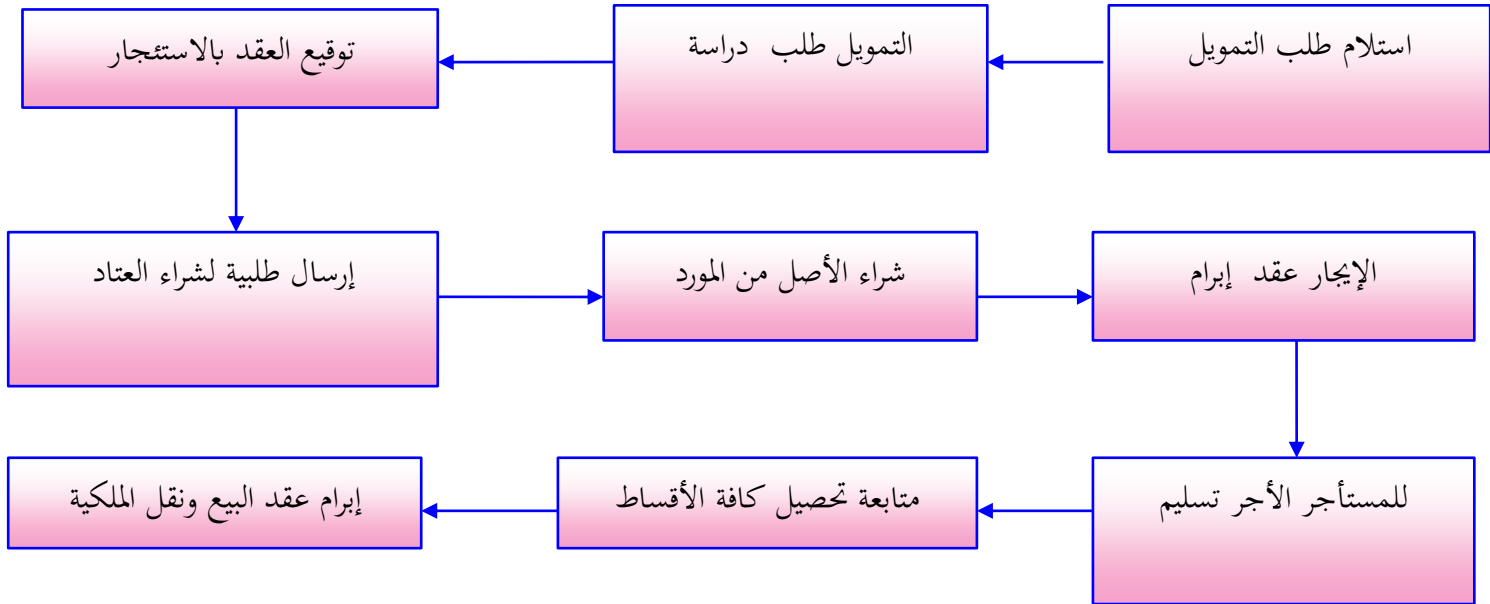 استلام طلب التمويل
التمويل طلب دراسة
توقيع العقد بالاستئجار
إرسال طلبية لشراء العتاد
شراء الأصل من المورد
الإيجار عقد إبرام
للمستأجر الأجر تسليم
متابعة تحصيل كافة الأقساط
إبرام عقد البيع ونقل الملكية